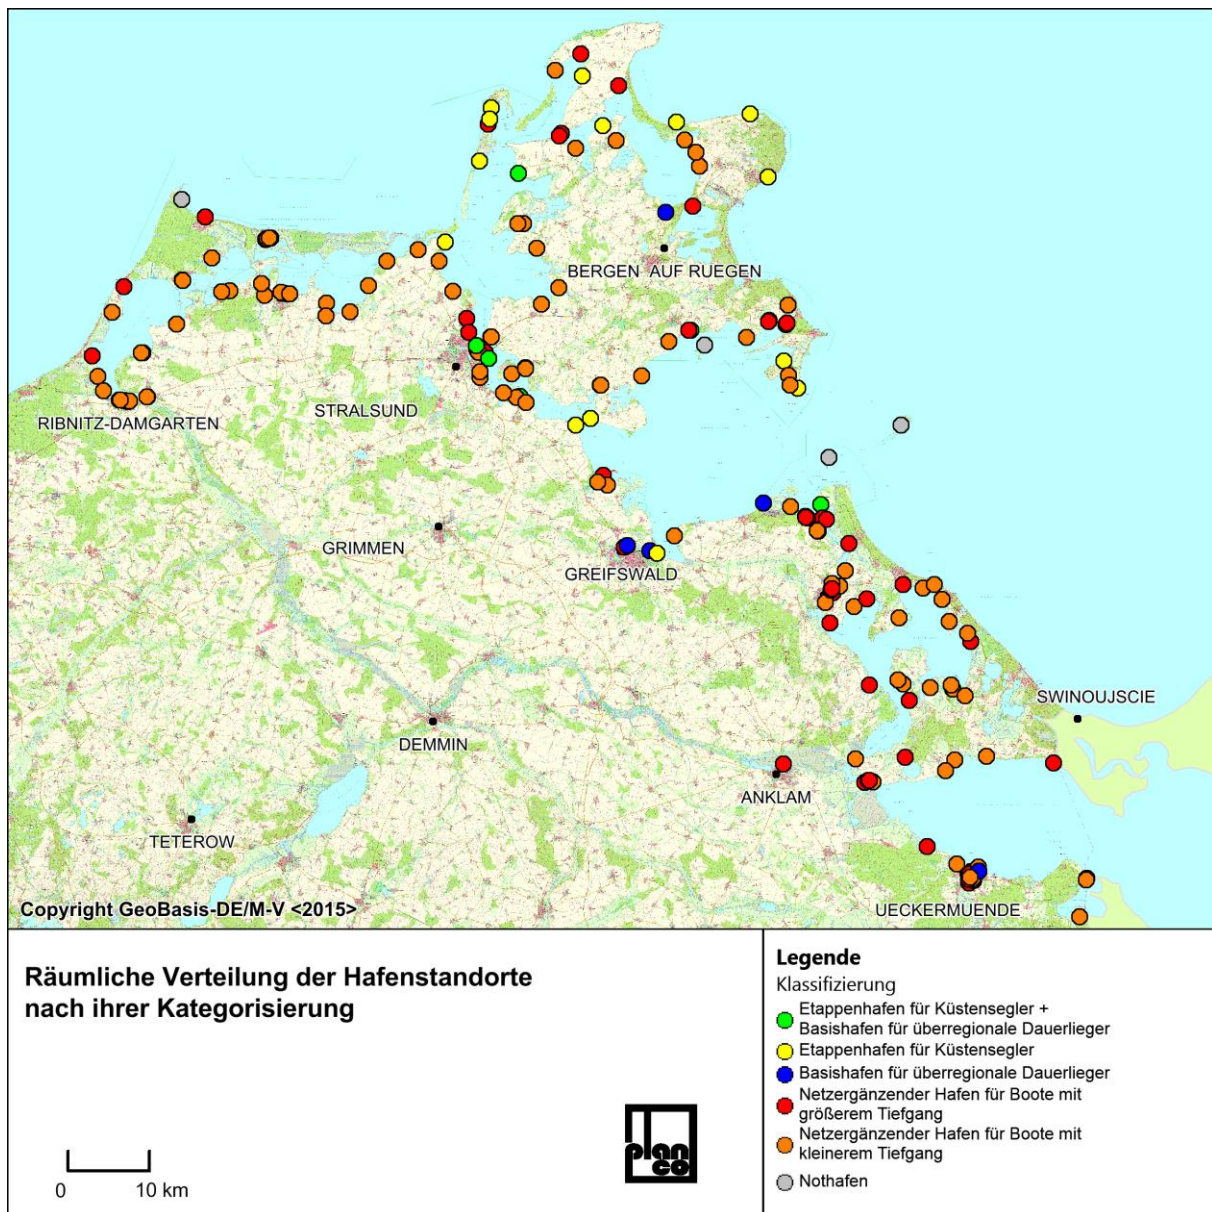 BERGEN AUF RUEGEN
STRALSUND
RIBNITZ-DAMGARTEN
GRIMMEN
GREIFSWALD
SWINOUJSCIE
DEMMIN
ANKLAM
TETEROW
UECKERMUENDE
Copyright GeoBasis-DE/M-V <2015>
Räumliche Verteilung der Hafenstandorte
nach ihrer Kategorisierung
0 10 km
plan
co
Legende
Klassifizierung
Etappenhafen für Küstensegler +
Basishafen für überregionale Dauerlieger
Etappenhafen für Küstensegler
Basishafen für überregionale Dauerlieger
Netzergänzender Hafen für Boote mit
größerem Tiefgang
Netzergänzender Hafen für Boote mit
kleinerem Tiefgang
Nothafen